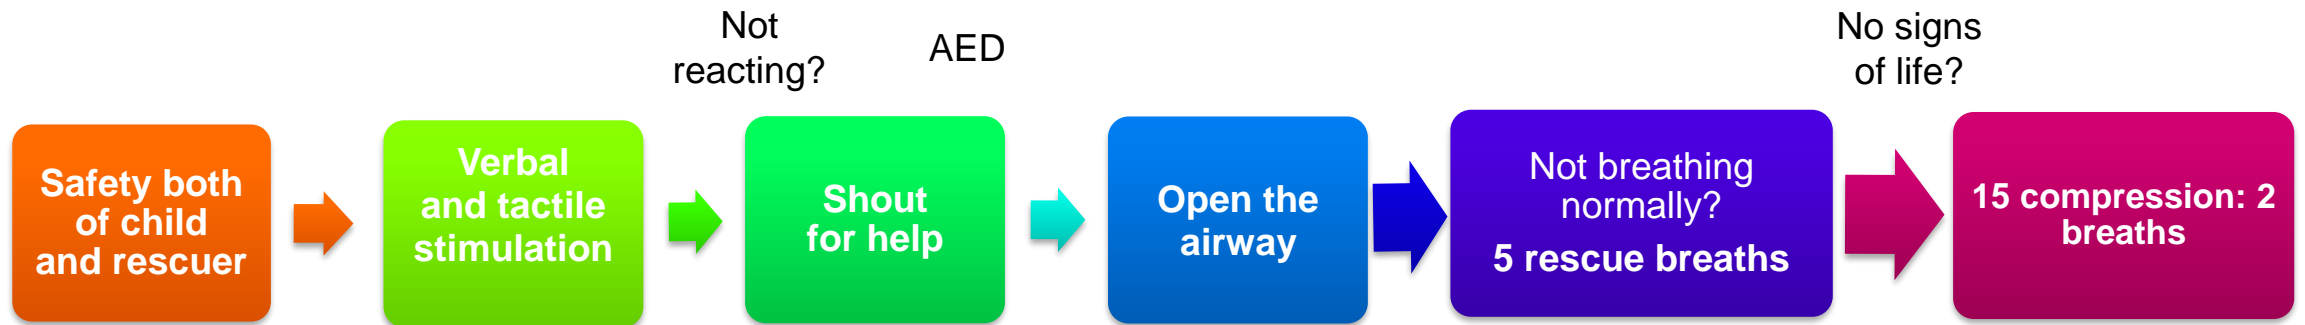 Not
reacting?
AED
No signs
of life?
Safety both
of child
and rescuer
Verbal
and tactile
stimulation
Shout
for help
Open the
airway
Not breathing
normally?
5 rescue breaths
15 compression: 2
breaths